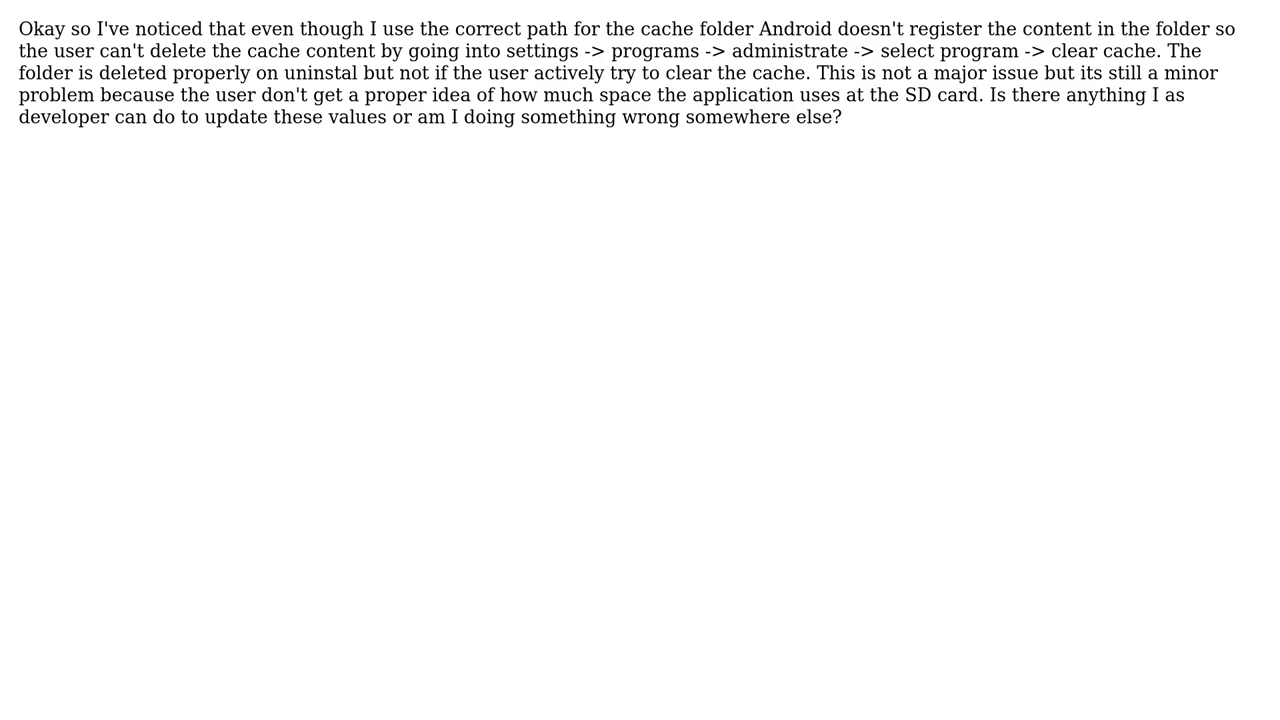 Okay so I've noticed that even though I use the correct path for the cache folder Android doesn't register the content in the folder so
the user can't delete the cache content by going into settings -> programs -> administrate -> select program -> clear cache. The
folder is deleted properly on uninstal but not if the user actively try to clear the cache. This is not a major issue but its still a minor
problem because the user don't get a proper idea of how much space the application uses at the SD card. Is there anything I as
developer can do to update these values or am I doing something wrong somewhere else?